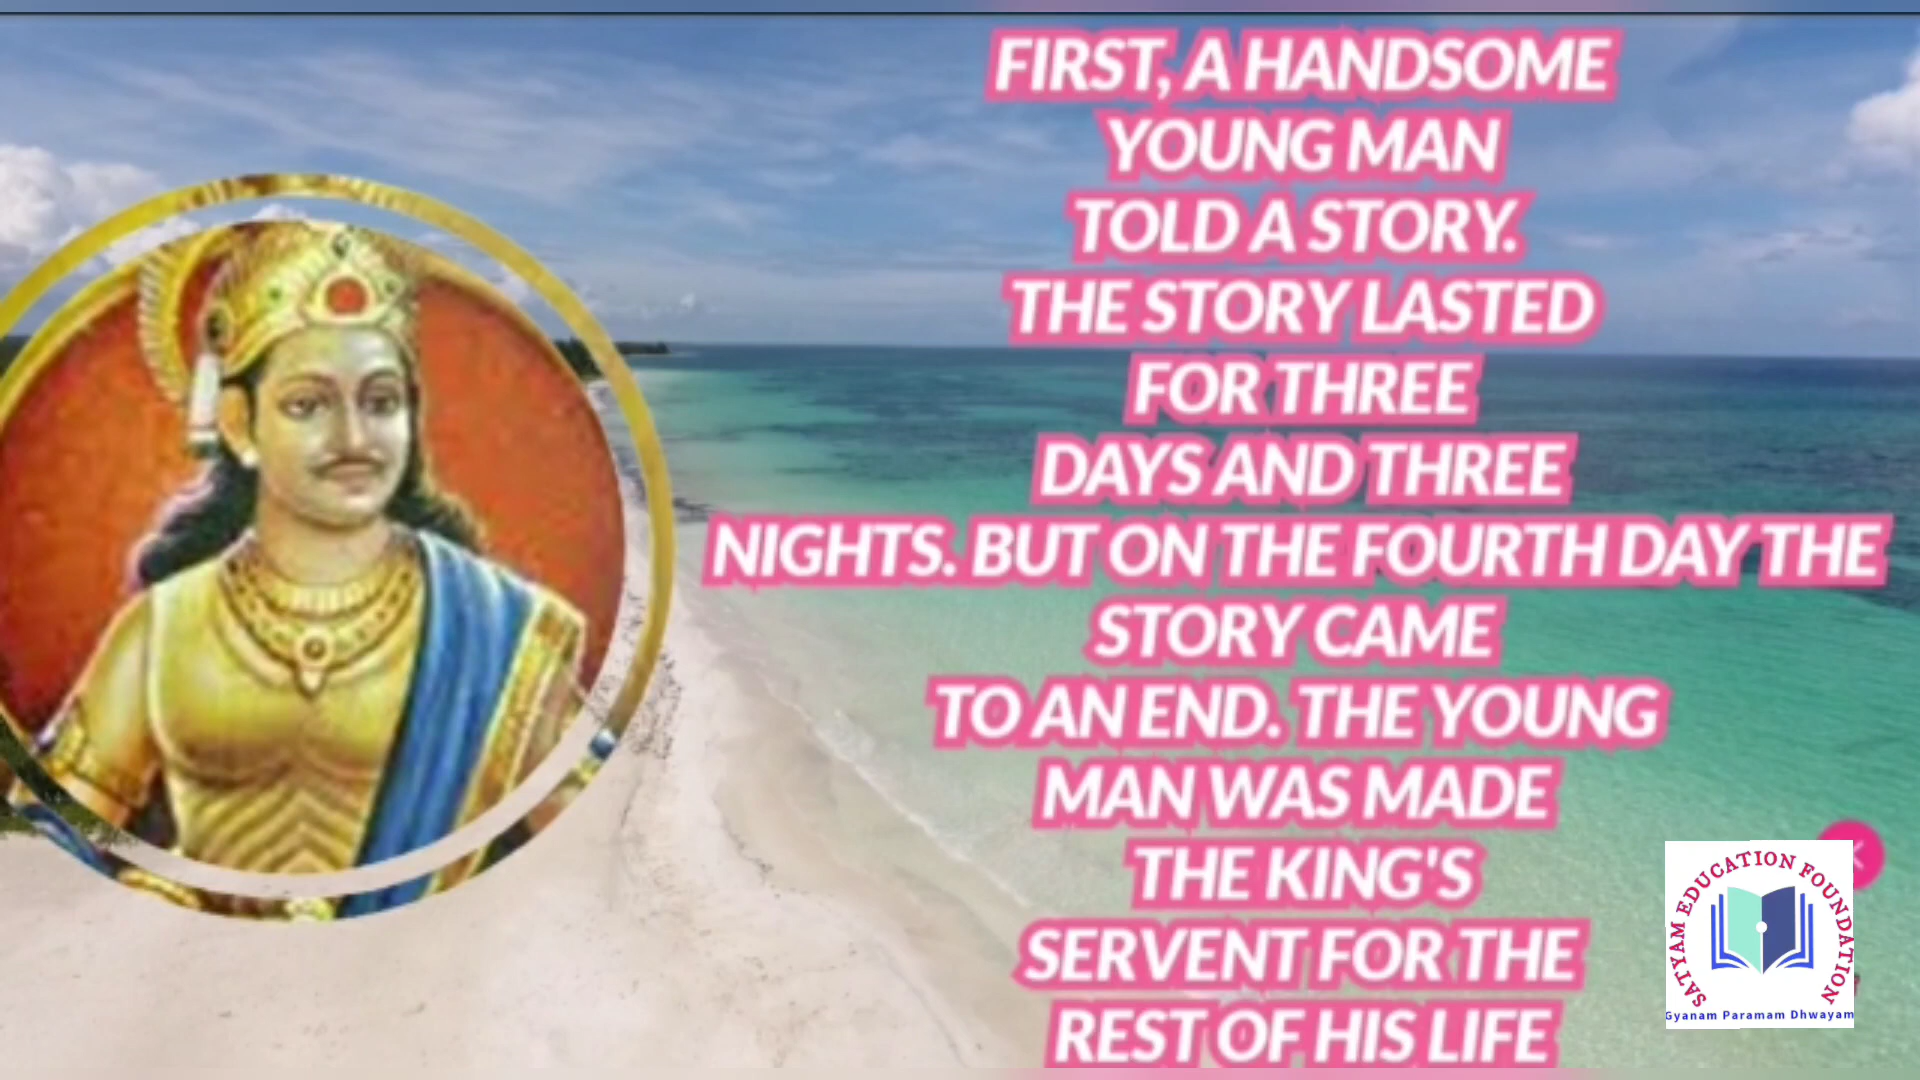 FIRST, A HANDSOME
YOUNG MAN
TOLD A STORY.
THE STORY LASTED
FOR THREE
DAYS AND THREE
NIGHTS. BUT ON THE FOURTH DAY THE
STORY CAME
TO AN END. THE YOUNG
MAN WAS MADE
THE KING'S
SERVENT FOR THE
REST OF HIS LIFE
SATYAM EDUCATION FOUNDATION
Gyanam Paramam Dhwayam